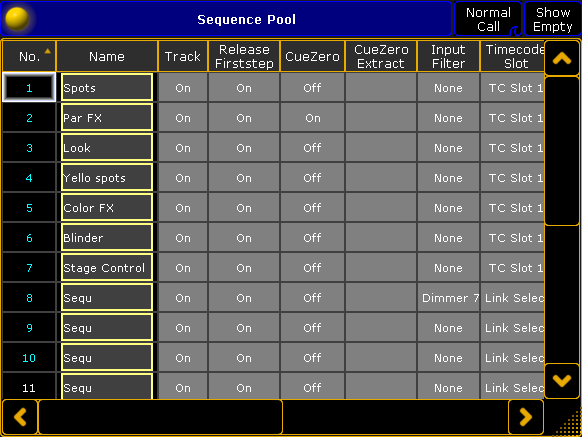 Sequence Pool
Normal Call
Show Empty
No. Name Track Release Firststep CueZero CueZero Extract Input Filter Timecode Slot
1 Spots On On Off None TC Slot 1
2 Par FX On On On None TC Slot 1
3 Look On On Off None TC Slot 1
4 Yello spots On On Off None TC Slot 1
5 Color FX On On Off None TC Slot 1
6 Blinder On On Off None TC Slot 1
7 Stage Control On On Off None TC Slot 1
8 Sequ On On Off Dimmer 7 Link Selec
9 Sequ On On Off None Link Selec
10 Sequ On On Off None Link Selec
11 Sequ On On Off None Link Selec